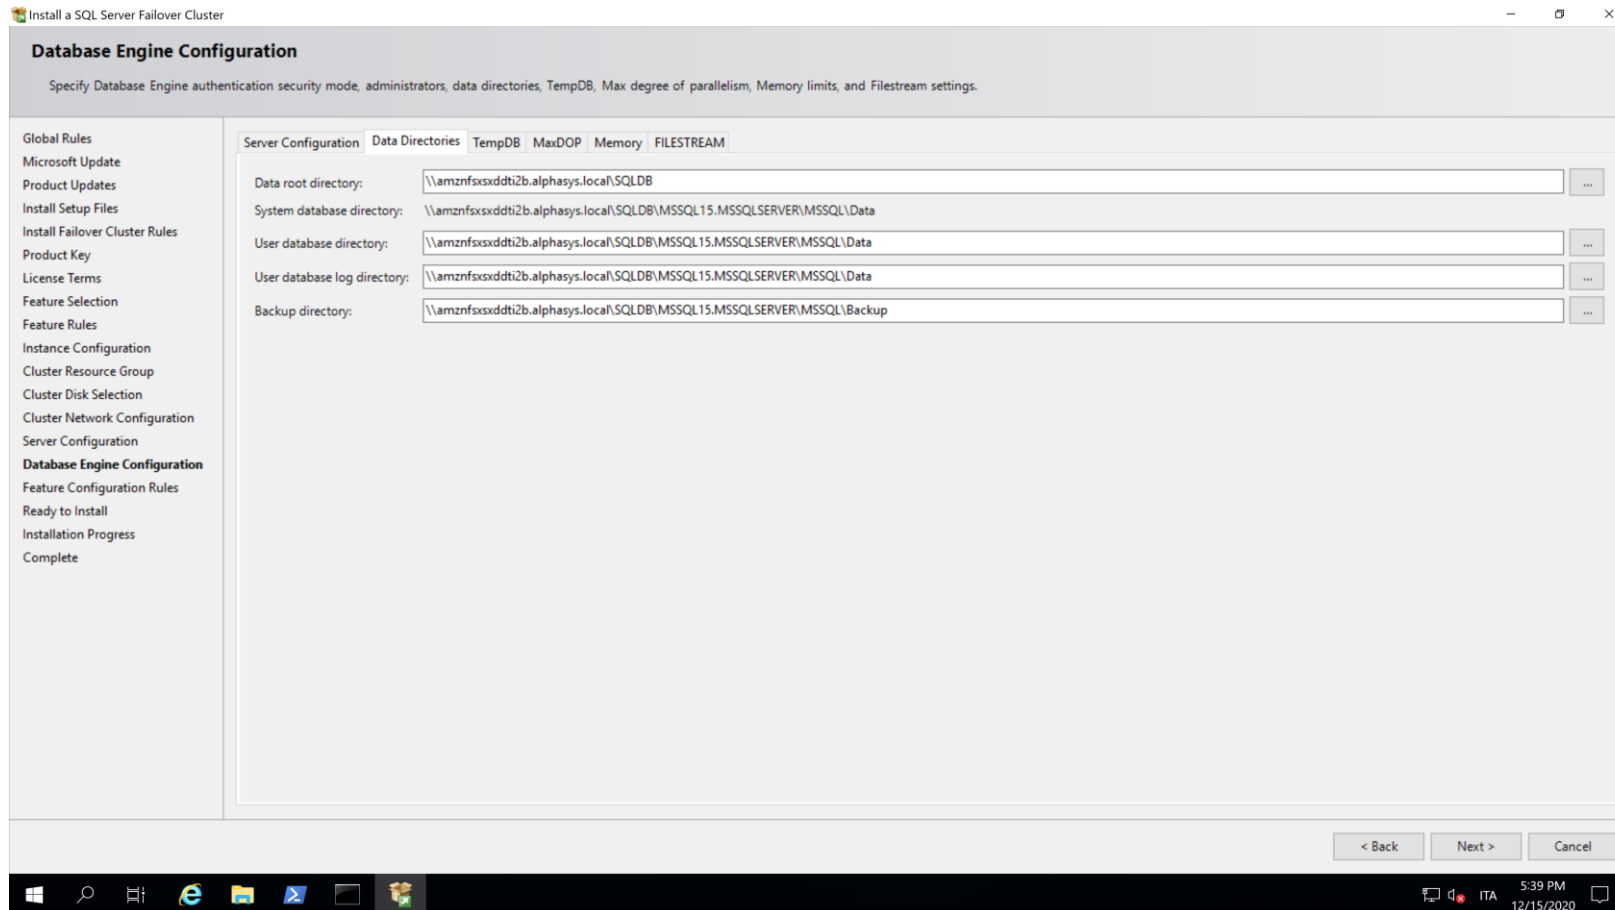 Install a SQL Server Failover Cluster
Database Engine Configuration
Specify Database Engine authentication security mode, administrators, data directories, TempDB, Max degree of parallelism, Memory limits, and Filestream settings.
Global Rules
Microsoft Update
Product Updates
Install Setup Files
Install Failover Cluster Rules
Product Key
License Terms
Feature Selection
Feature Rules
Instance Configuration
Cluster Resource Group
Cluster Disk Selection
Cluster Network Configuration
Server Configuration
Database Engine Configuration
Feature Configuration Rules
Ready to Install
Installation Progress
Complete
Server Configuration Data Directories TempDB MaxDOP Memory FILESTREAM
Data root directory: \\amznfsxsxddti2b.alphasys.local\SQLDB ...
System database directory: \\amznfsxsxddti2b.alphasys.local\SQLDB\MSSQL15.MSSQLSERVER\MSSQL\Data
User database directory: \\amznfsxsxddti2b.alphasys.local\SQLDB\MSSQL15.MSSQLSERVER\MSSQL\Data ...
User database log directory: \\amznfsxsxddti2b.alphasys.local\SQLDB\MSSQL15.MSSQLSERVER\MSSQL\Data ...
Backup directory: \\amznfsxsxddti2b.alphasys.local\SQLDB\MSSQL15.MSSQLSERVER\MSSQL\Backup ...
< Back Next > Cancel
ITA 5:39 PM
12/15/2020